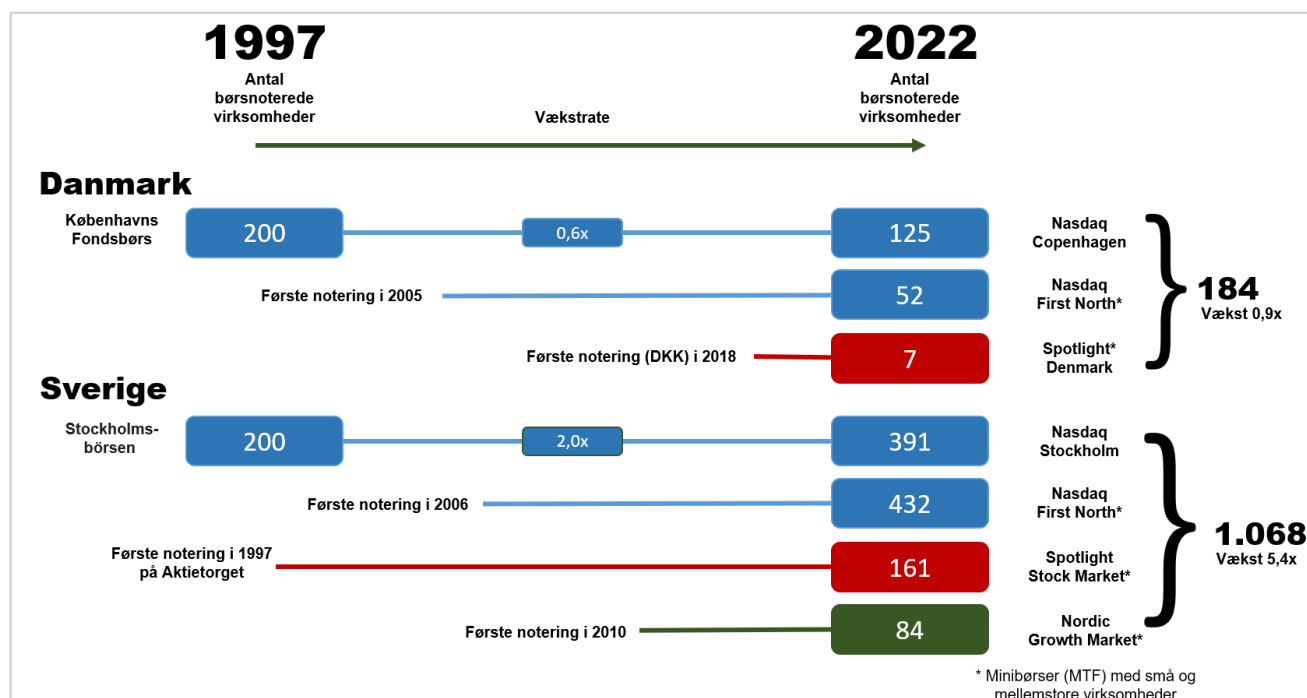 1997
Antal
børsnoterede
virksomheder
Vækstrate
2022
Antal
børsnoterede
virksomheder
Danmark
Københavns
Fondsbørs
200
0,6x
125
Nasdaq
Copenhagen
Første notering i 2005
52
Nasdaq
First North*
Første notering (DKK) i 2018
7
Spotlight*
Denmark
184
Vækst 0,9x
Sverige
Stockholms-
börsen
200
2,0x
391
Nasdaq
Stockholm
Første notering i 2006
432
Nasdaq
First North*
Første notering i 1997
på Aktietorget
161
Spotlight
Stock Market*
Første notering i 2010
84
Nordic
Growth Market*
1.068
Vækst 5,4x
* Minibørser (MTF) med små og
mellemstore virksomheder